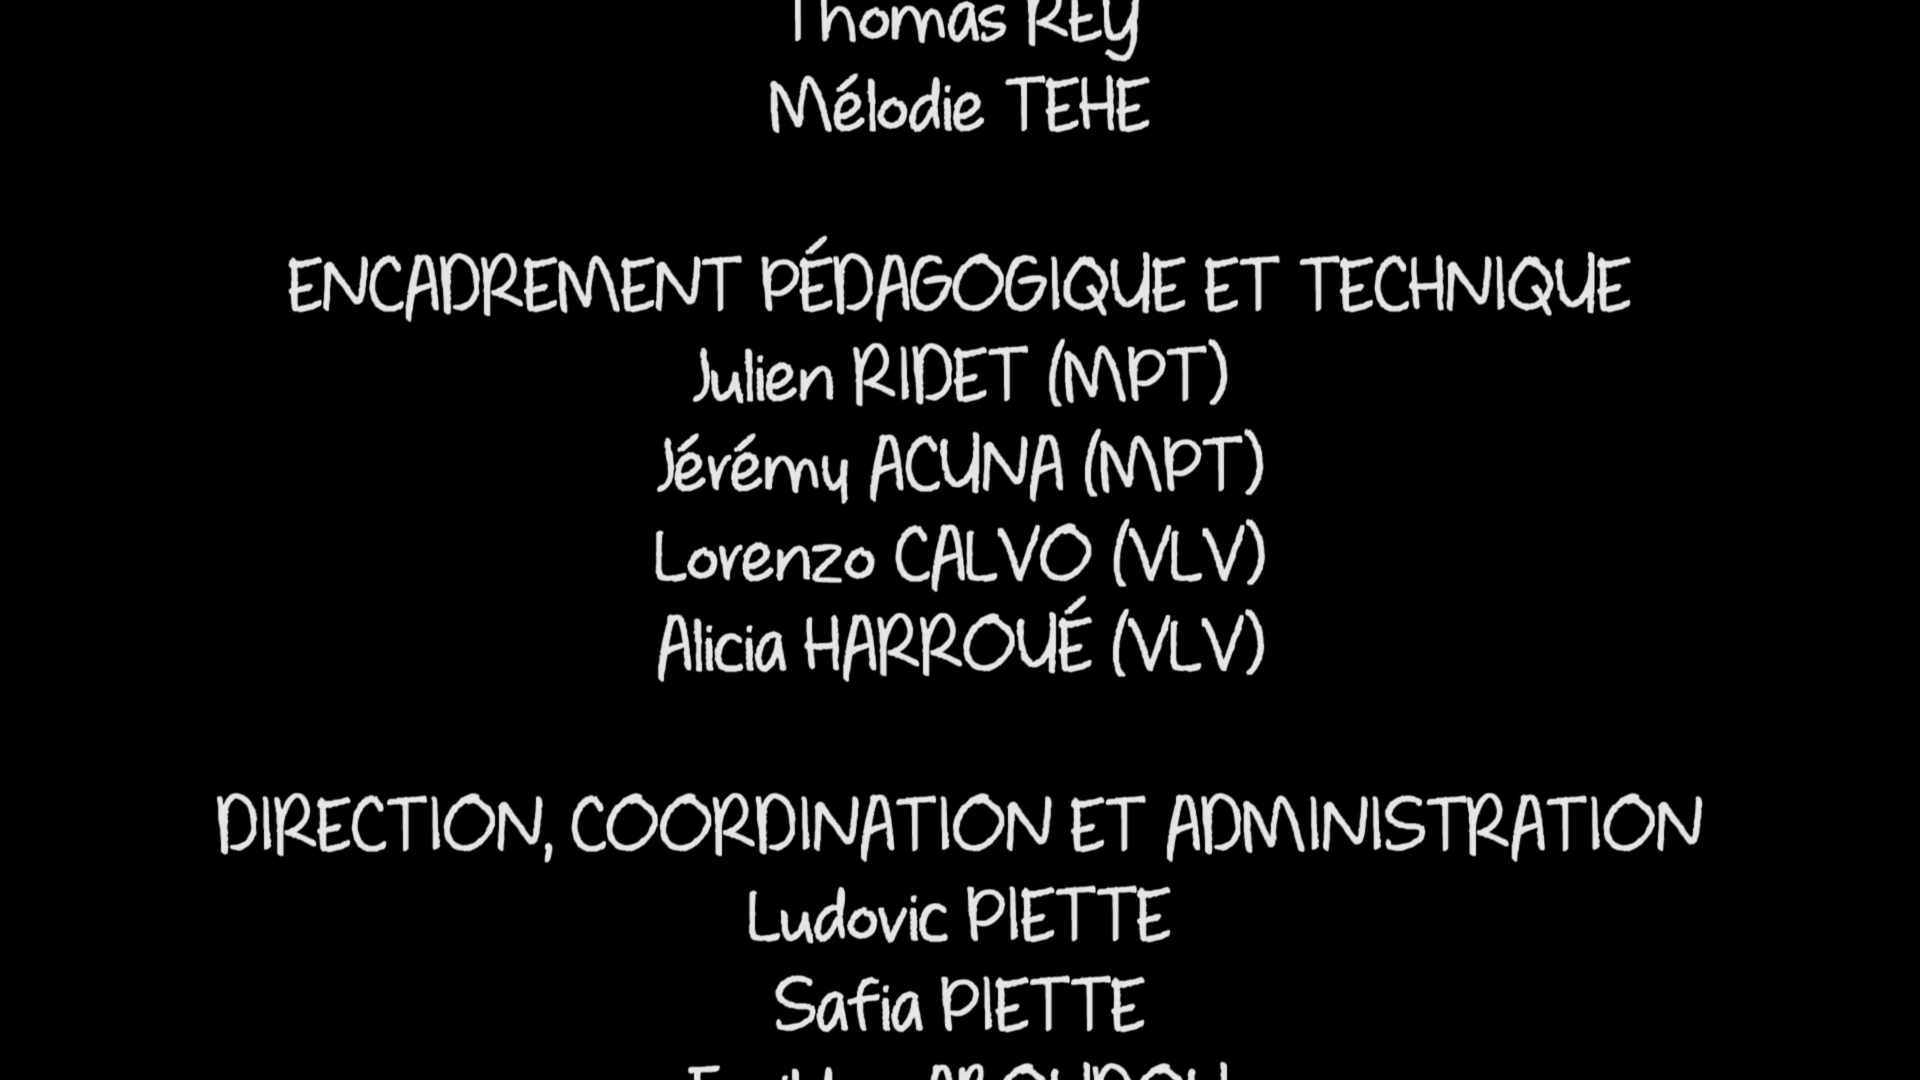 Thomas REY
Mélodie TEHE
ENCADREMENT PÉDAGOGIQUE ET TECHNIQUE
Julien RIDET (MPT)
Jérémy ACUNA (MPT)
Lorenzo CALVO (VLV)
Alicia HARROUÉ (VLV)
DIRECTION, COORDINATION ET ADMINISTRATION
Ludovic PIETTE
Safia PIETTE